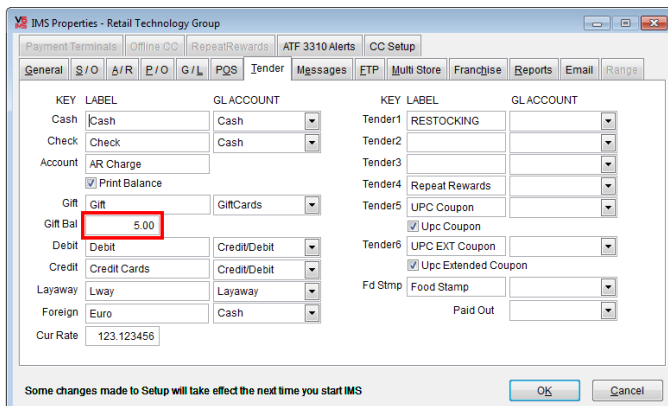 IMS Properties - Retail Technology Group
Payment Terminals Offline CC RepeatRewards ATF 3310 Alerts CC Setup
General S/O A/R P/O G/L POS Tender Messages FTP Multi Store Franchise Reports Email Range
KEY LABEL GL ACCOUNT
Cash Cash Cash
Check Check Cash
Account AR Charge
Print Balance
Gift Gift GiftCards
Gift Bal 5.00
Debit Debit Credit/Debit
Credit Credit Cards Credit/Debit
Layaway Lway Layaway
Foreign Euro Cash
Cur Rate 123.123456
KEY LABEL GL ACCOUNT
Tender1 RESTOCKING
Tender2
Tender3
Tender4 Repeat Rewards
Tender5 UPC Coupon
Upc Coupon
Tender6 UPC EXT Coupon
Upc Extended Coupon
Fd Stmp Food Stamp
Paid Out
Some changes made to Setup will take effect the next time you start IMS
OK Cancel